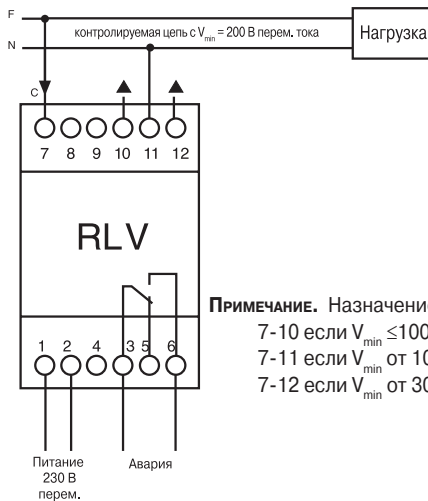 F
контролируемая цепь с Vmin = 200 В перем. тока
Нагрузка
N
C
7 8 9 10 11 12
RLV
Примечание. Назначение
7-10 если Vmin ≤100
7-11 если Vmin от 10
7-12 если Vmin от 30
1 2 4 3 5 6
Питание
230 В
перем.
Авария